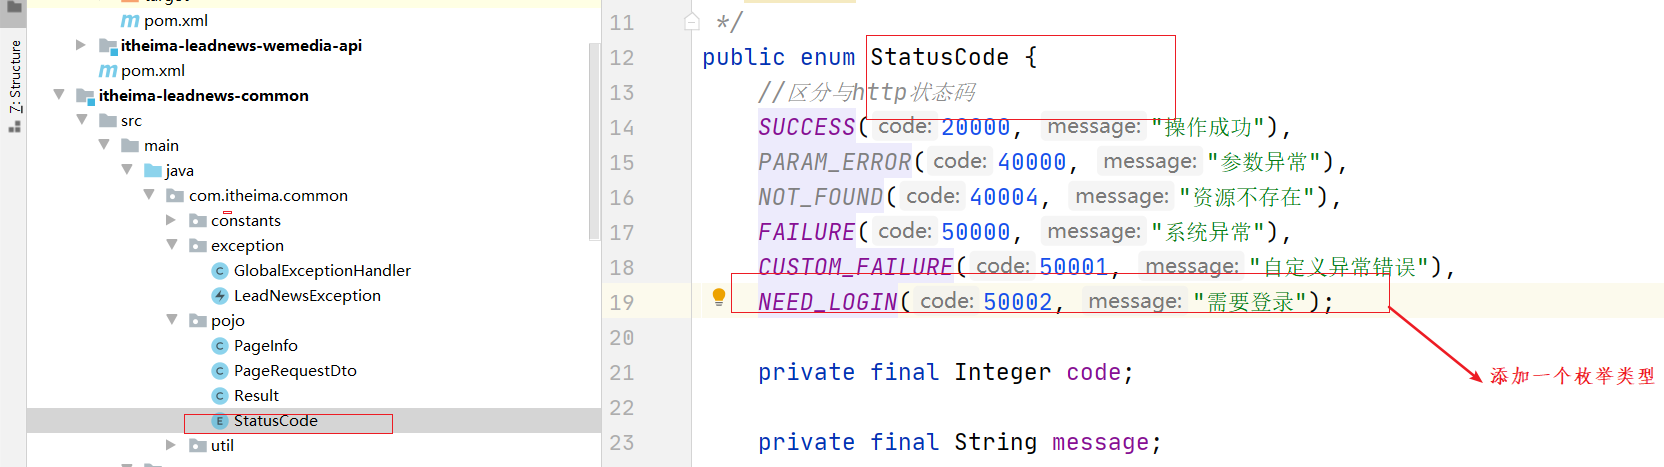 target
pom.xml
itheima-leadnews-wemedia-api
pom.xml
itheima-leadnews-common
src
main
java
com.itheima.common
constants
exception
GlobalExceptionHandler
LeadNewsException
pojo
PageInfo
PageRequestDto
Result
StatusCode
util
Z: Structure
11 */
12 public enum StatusCode {
13 //区分与http状态码
14 SUCCESS( code: 20000, message: "操作成功"),
15 PARAM_ERROR( code: 40000, message: "参数异常"),
16 NOT_FOUND( code: 40004, message: "资源不存在"),
17 FAILURE( code: 50000, message: "系统异常"),
18 CUSTOM_FAILURE( code: 50001, message: "自定义异常错误"),
19 NEED_LOGIN( code: 50002, message: "需要登录");
20
21 private final Integer code;
22
23 private final String message;
添加一个枚举类型